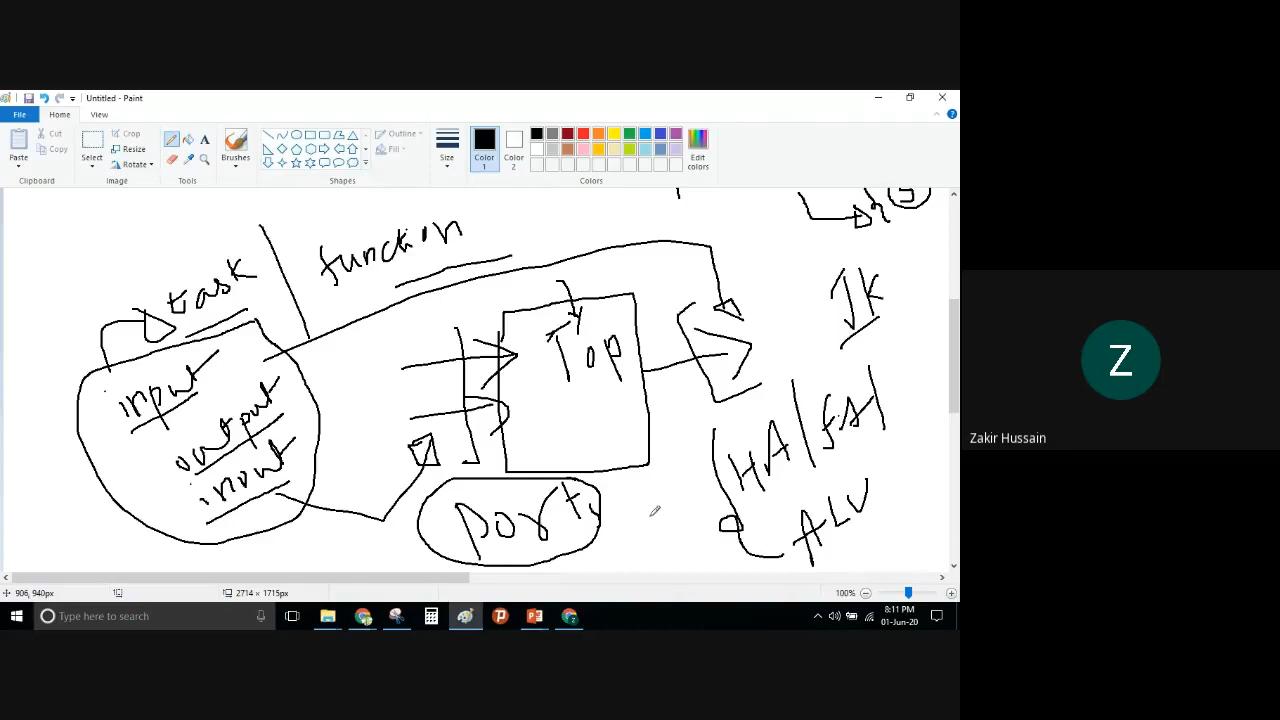 Untitled - Paint
File
Home
View
Paste
Cut
Copy
Clipboard
Select
Crop
Resize
Rotate
Image
Tools
Brushes
Shapes
Outline
Fill
Size
Color
1
Color
2
Edit
colors
Colors
task
function
input
output
inout
Top
JK
HA/FA/
ALU
906, 940px
2714 × 1715px
100%
Type here to search
8:11 PM
01-Jun-20
Z
Zakir Hussain